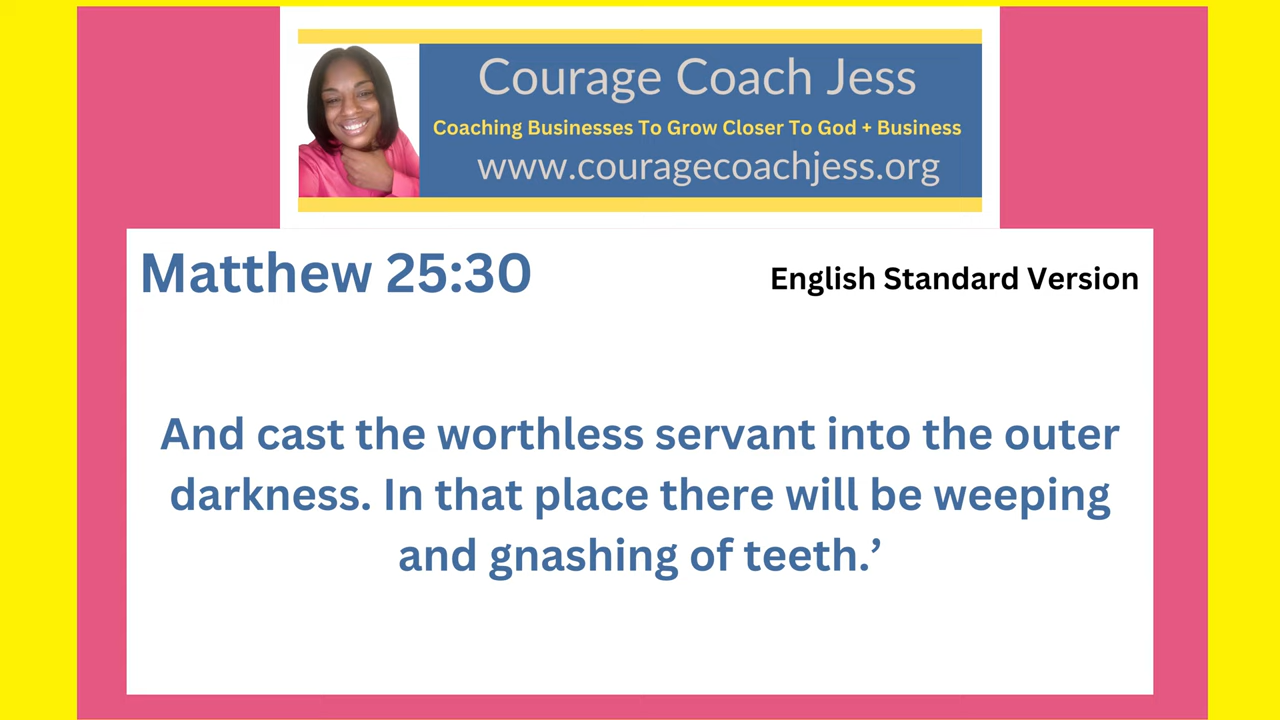 Courage Coach Jess
Coaching Businesses To Grow Closer To God + Business
www.couragecoachjess.org
Matthew 25:30
English Standard Version
And cast the worthless servant into the outer
darkness. In that place there will be weeping
and gnashing of teeth.’